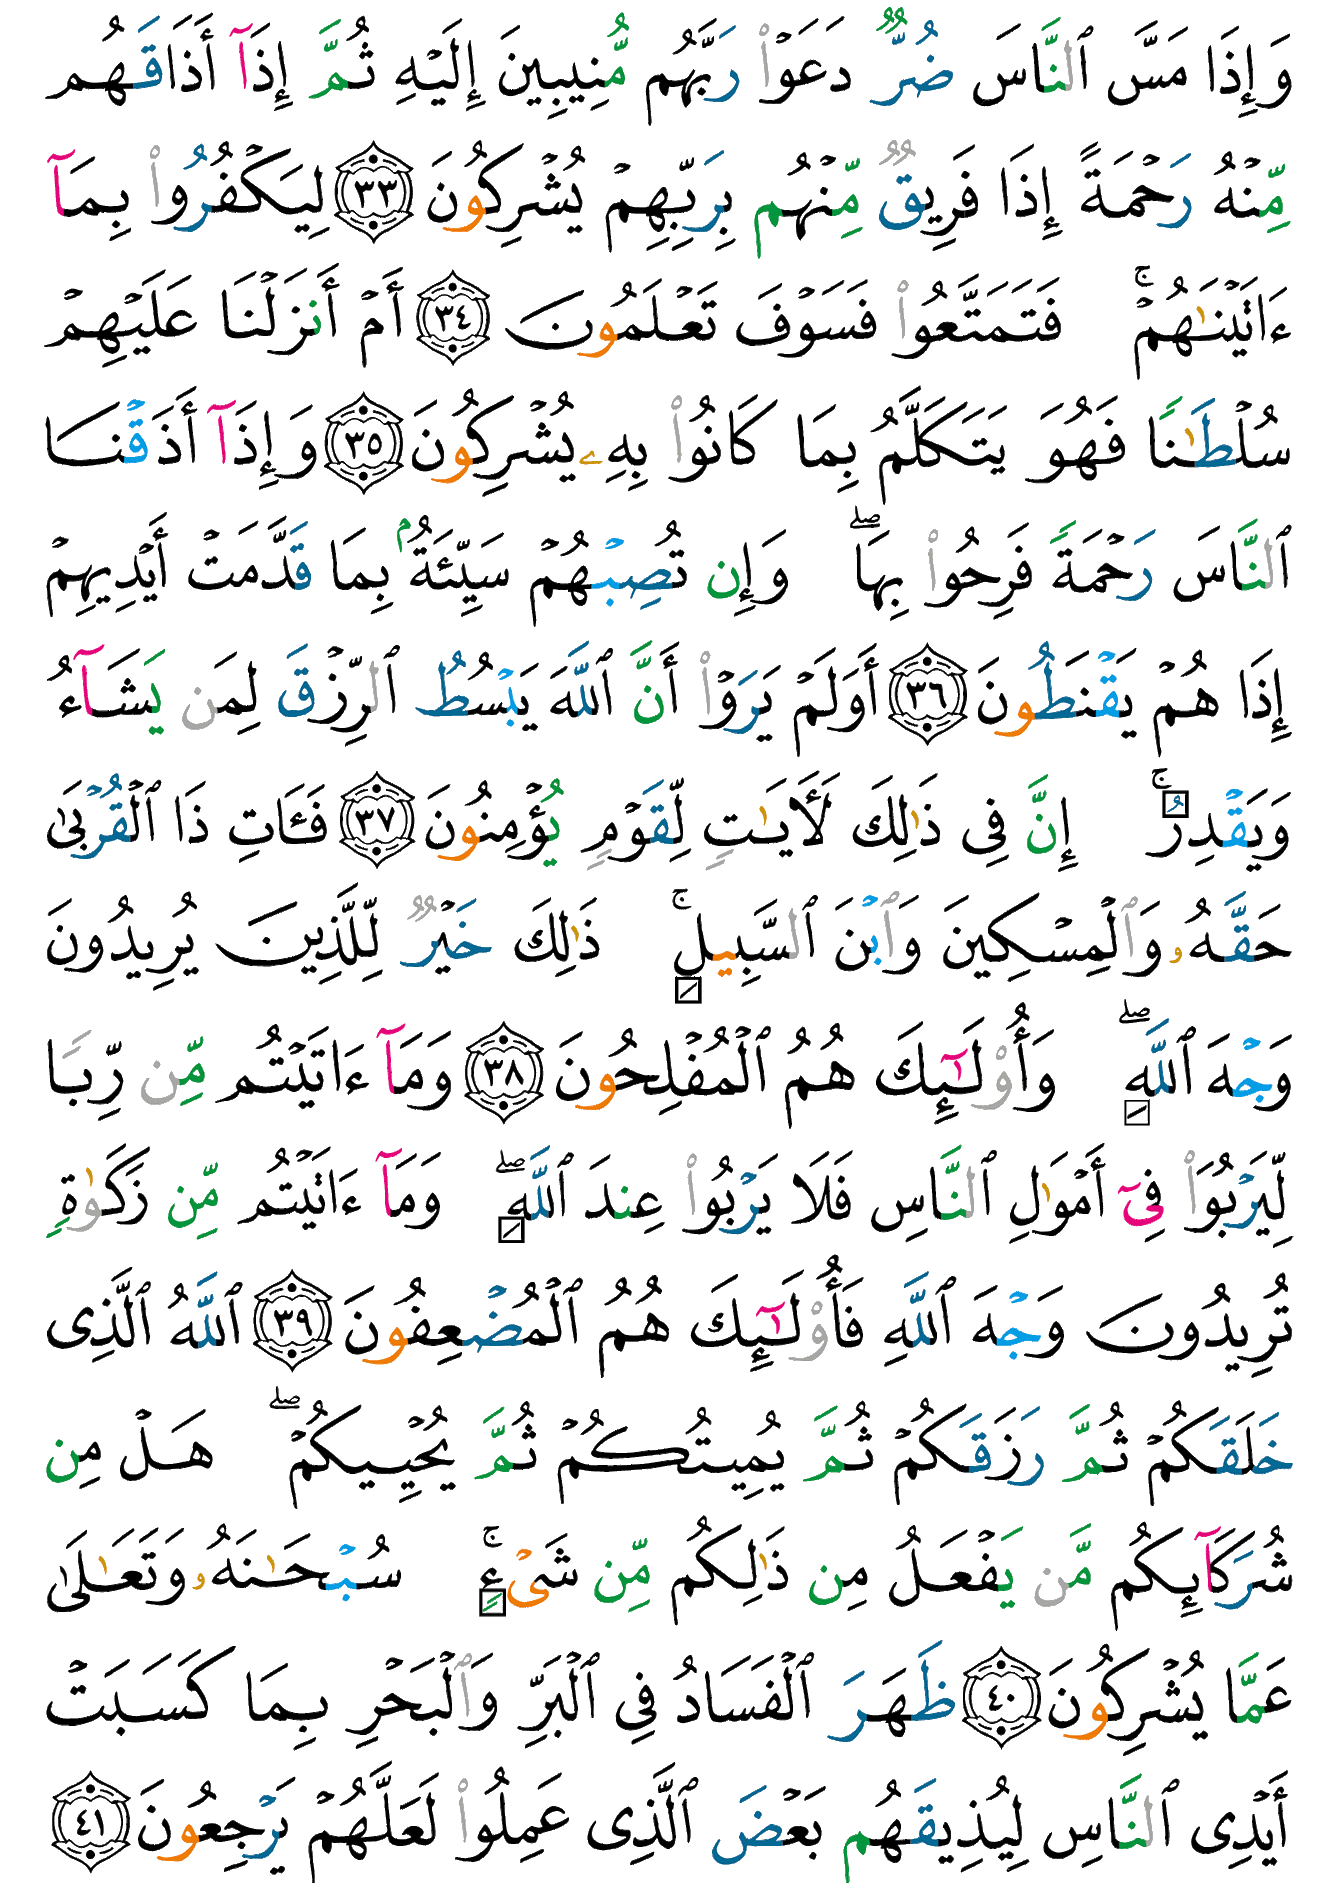 وَإِذَا مَسَّ ٱلنَّاسَ ضُرٌّ دَعَوْا۟ رَبَّهُم مُّنِيبِينَ إِلَيْهِ ثُمَّ إِذَآ أَذَاقَهُم
مِّنْهُ رَحْمَةً إِذَا فَرِيقٌ مِّنْهُم بِرَبِّهِمْ يُشْرِكُونَ ٣٣ لِيَكْفُرُوا۟ بِمَآ
ءَاتَيْنَـٰهُمْ ۚ فَتَمَتَّعُوا۟ فَسَوْفَ تَعْلَمُونَ ٣٤ أَمْ أَنزَلْنَا عَلَيْهِمْ
سُلْطَـٰنًا فَهُوَ يَتَكَلَّمُ بِمَا كَانُوا۟ بِهِۦ يُشْرِكُونَ ٣٥ وَإِذَآ أَذَقْنَا
ٱلنَّاسَ رَحْمَةً فَرِحُوا۟ بِهَا ۖ وَإِن تُصِبْهُمْ سَيِّئَةٌۢ بِمَا قَدَّمَتْ أَيْدِيهِمْ
إِذَا هُمْ يَقْنَطُونَ ٣٦ أَوَلَمْ يَرَوْا۟ أَنَّ ٱللَّهَ يَبْسُطُ ٱلرِّزْقَ لِمَن يَشَآءُ
وَيَقْدِرُ ۚ إِنَّ فِى ذَٰلِكَ لَـَٔايَـٰتٍ لِّقَوْمٍ يُؤْمِنُونَ ٣٧ فَـَٔاتِ ذَا ٱلْقُرْبَىٰ
حَقَّهُۥ وَٱلْمِسْكِينَ وَٱبْنَ ٱلسَّبِيلِ ۚ ذَٰلِكَ خَيْرٌ لِّلَّذِينَ يُرِيدُونَ
وَجْهَ ٱللَّهِ ۖ وَأُو۟لَـٰٓئِكَ هُمُ ٱلْمُفْلِحُونَ ٣٨ وَمَآ ءَاتَيْتُم مِّن رِّبًا
لِّيَرْبُوَا۟ فِىٓ أَمْوَٰلِ ٱلنَّاسِ فَلَا يَرْبُوا۟ عِندَ ٱللَّهِ ۖ وَمَآ ءَاتَيْتُم مِّن زَكَوٰةٍ
تُرِيدُونَ وَجْهَ ٱللَّهِ فَأُو۟لَـٰٓئِكَ هُمُ ٱلْمُضْعِفُونَ ٣٩ ٱللَّهُ ٱلَّذِى
خَلَقَكُمْ ثُمَّ رَزَقَكُمْ ثُمَّ يُمِيتُكُمْ ثُمَّ يُحْيِيكُمْ ۖ هَلْ مِن
شُرَكَآئِكُم مَّن يَفْعَلُ مِن ذَٰلِكُم مِّن شَىْءٍ ۚ سُبْحَـٰنَهُۥ وَتَعَـٰلَىٰ
عَمَّا يُشْرِكُونَ ٤٠ ظَهَرَ ٱلْفَسَادُ فِى ٱلْبَرِّ وَٱلْبَحْرِ بِمَا كَسَبَتْ
أَيْدِى ٱلنَّاسِ لِيُذِيقَهُم بَعْضَ ٱلَّذِى عَمِلُوا۟ لَعَلَّهُمْ يَرْجِعُونَ ٤١